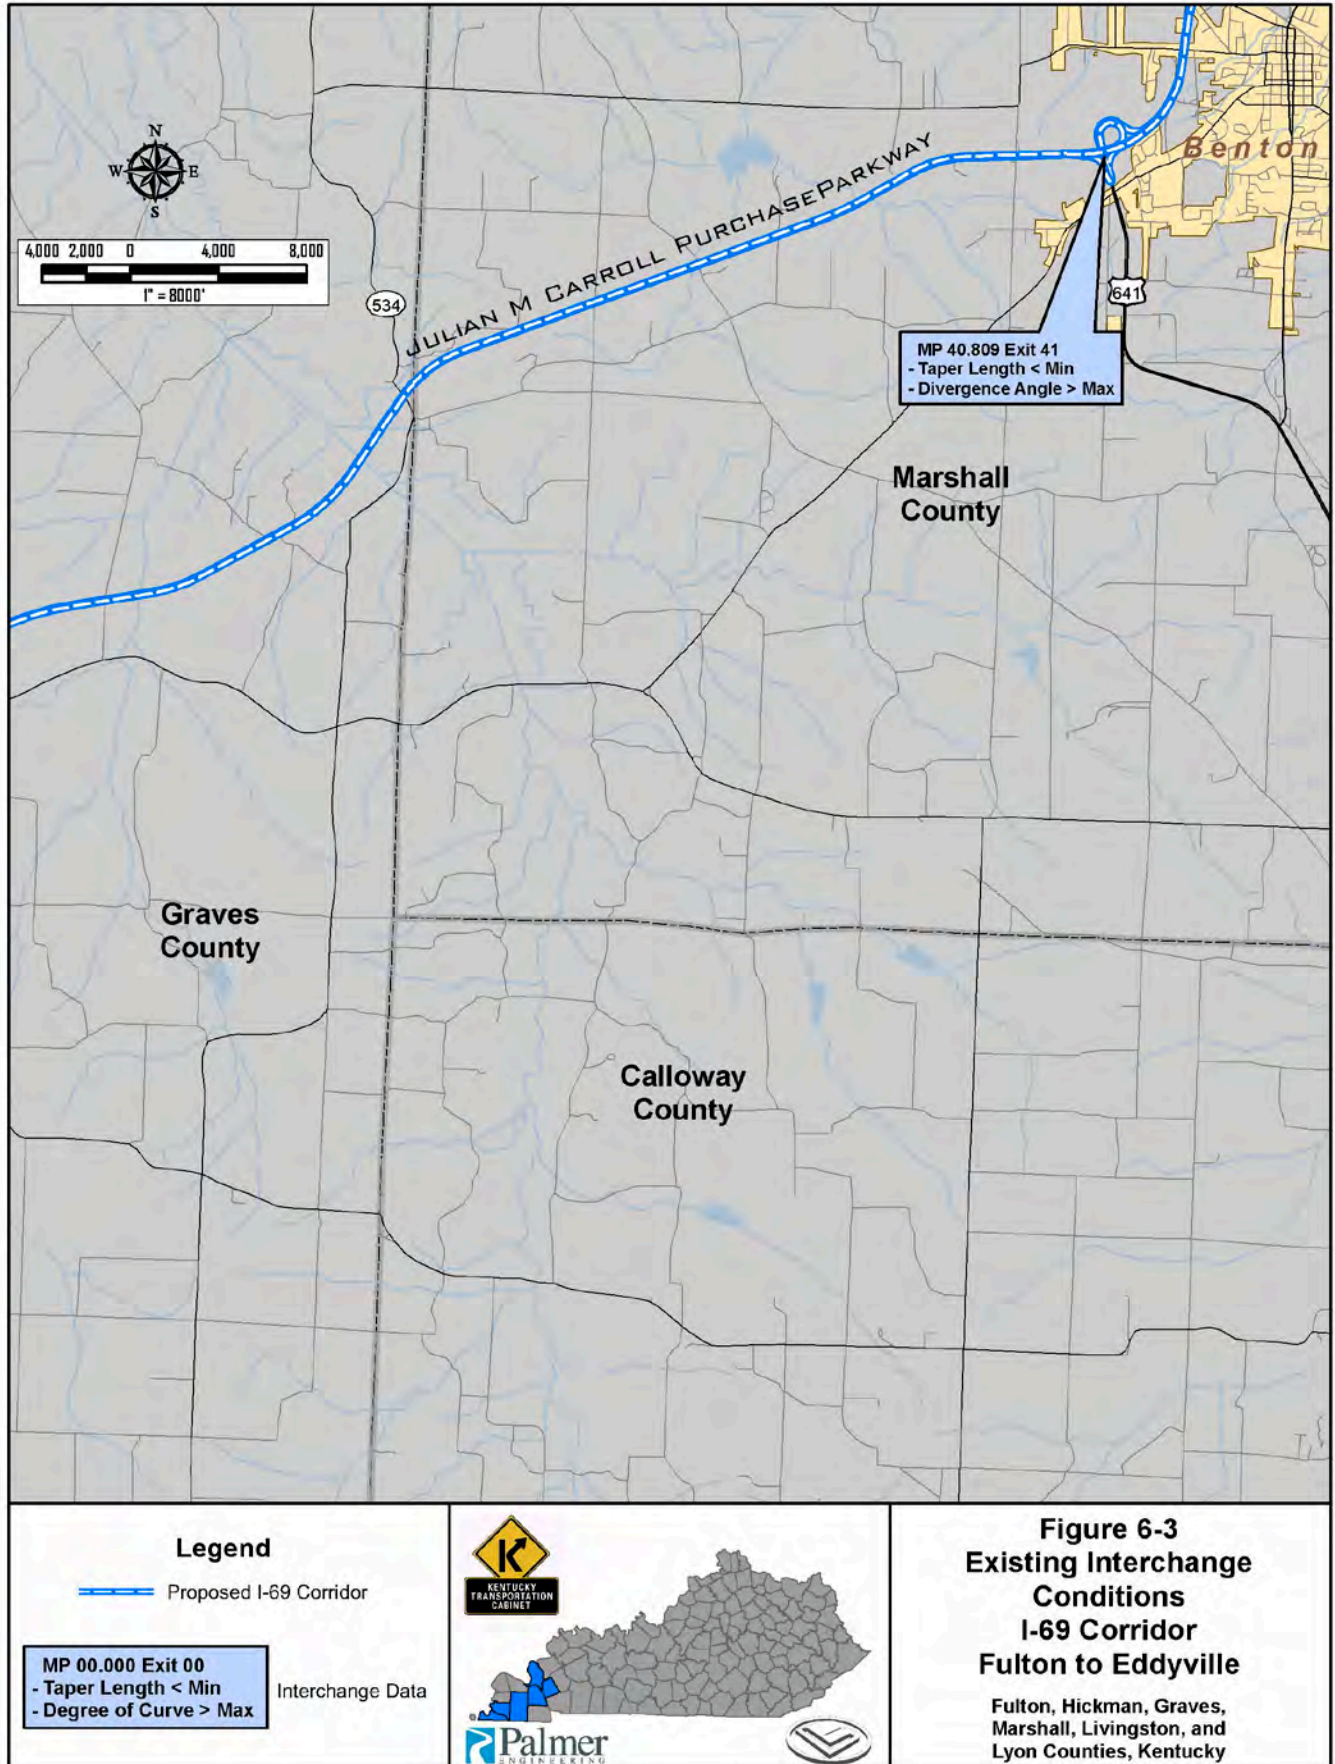 N
W E
S
4,000 2,000 0 4,000 8,000
1" = 8000'
534
JULIAN M CARROLL PURCHASE PARKWAY
Benton
641
MP 40.809 Exit 41
- Taper Length < Min
- Divergence Angle > Max
Marshall
County
Graves
County
Calloway
County
Legend
Proposed I-69 Corridor
MP 00.000 Exit 00
- Taper Length < Min
- Degree of Curve > Max
Interchange Data
KENTUCKY
TRANSPORTATION
CABINET
Palmer
ENGINEERING
Figure 6-3
Existing Interchange
Conditions
I-69 Corridor
Fulton to Eddyville
Fulton, Hickman, Graves,
Marshall, Livingston, and
Lyon Counties, Kentucky